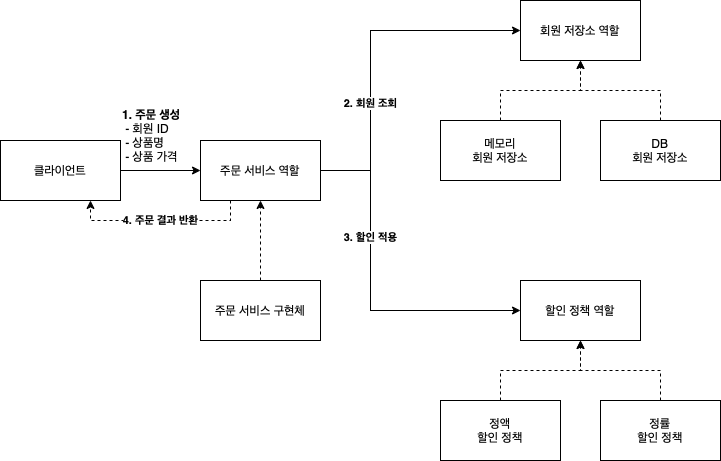 회원 저장소 역할
2. 회원 조회
1. 주문 생성
- 회원 ID
- 상품명
- 상품 가격
메모리
회원 저장소
DB
회원 저장소
클라이언트
주문 서비스 역할
4. 주문 결과 반환
3. 할인 적용
주문 서비스 구현체
할인 정책 역할
정액
할인 정책
정률
할인 정책